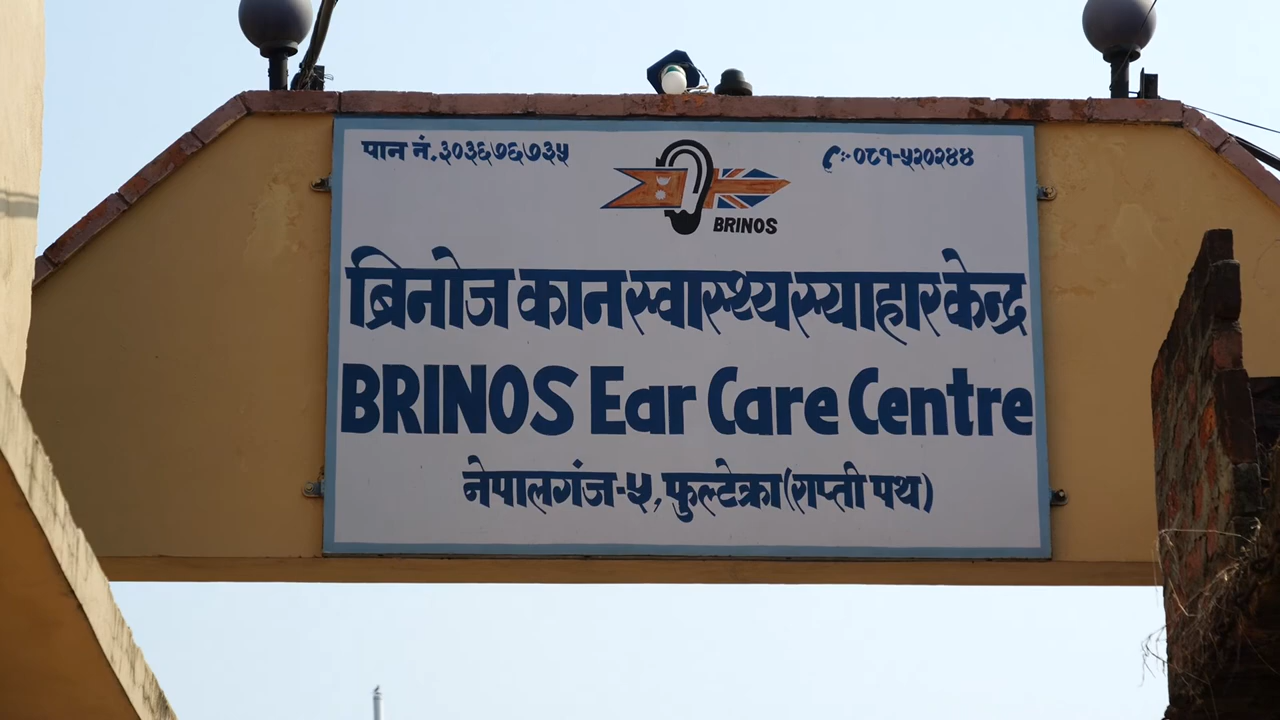 पान नं. ३०३६७६७३५
✆:-०८१-५२०२४४
BRINOS
ब्रिनोज कान स्वास्थ्य स्याहार केन्द्र
BRINOS Ear Care Centre
नेपालगंज-५, फुल्टेक्रा (राप्ती पथ)